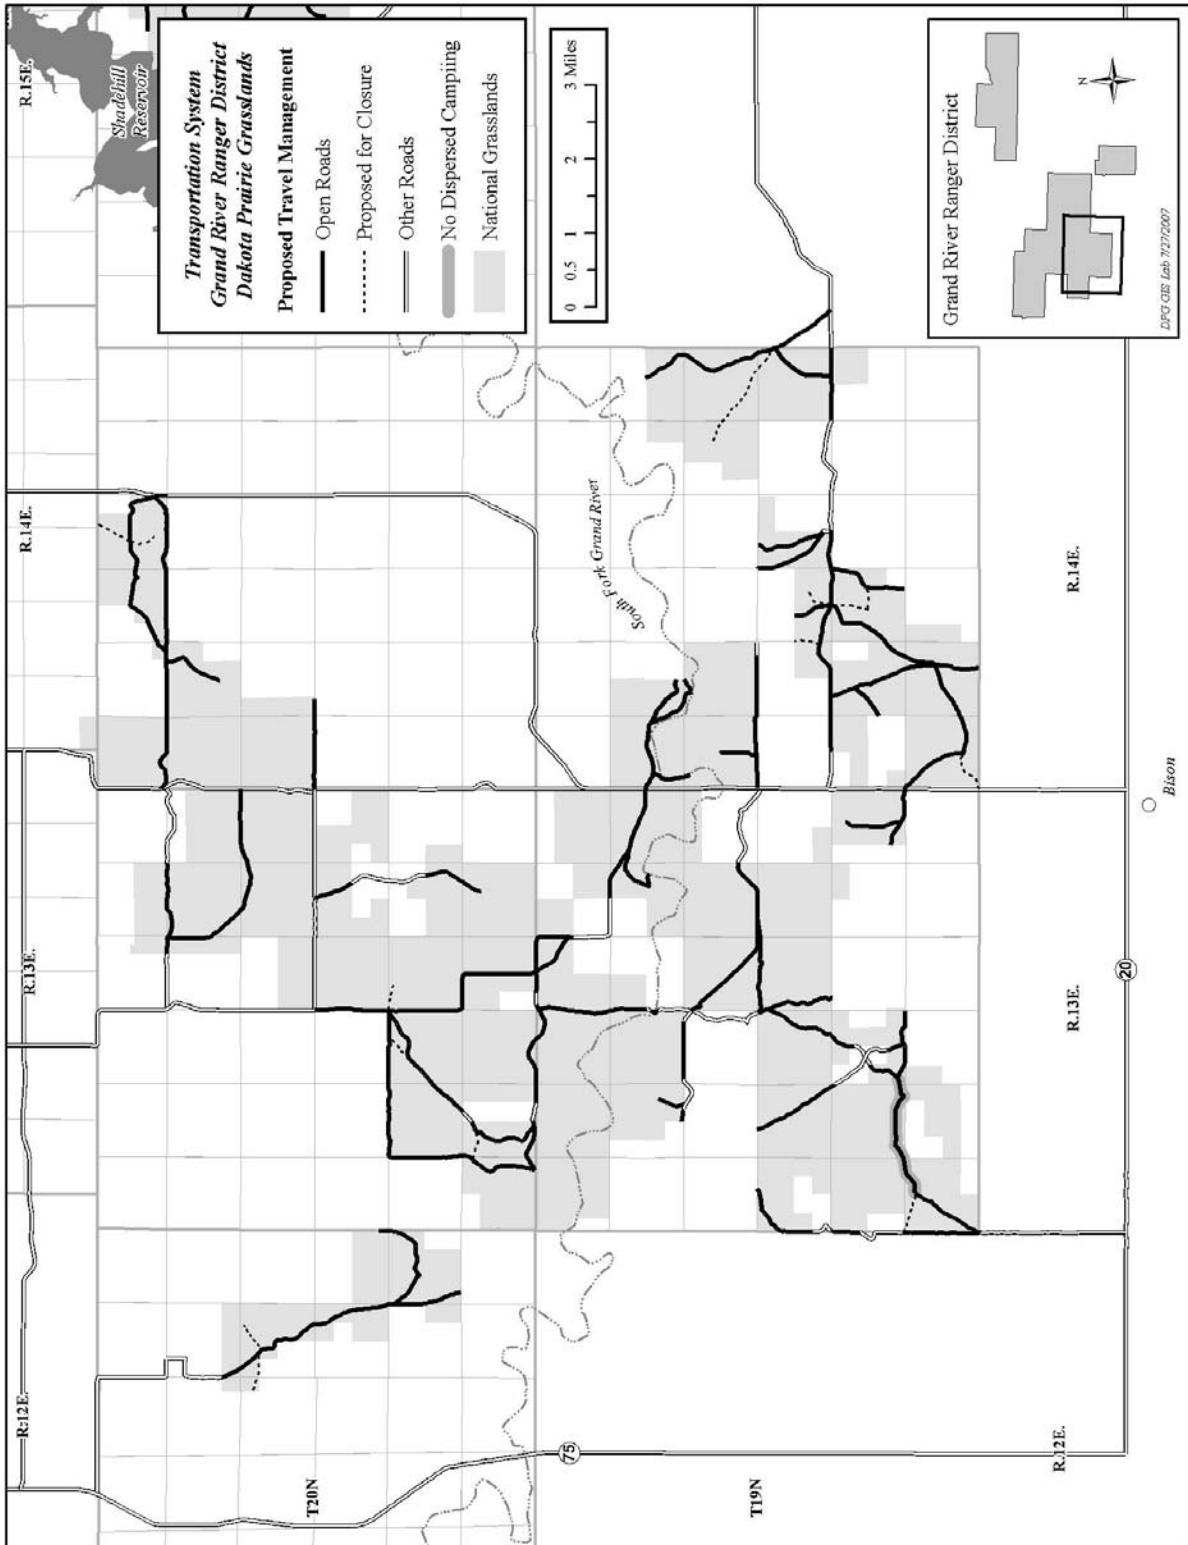 Transportation System
Grand River Ranger District
Dakota Prairie Grasslands
Proposed Travel Management
Open Roads
Proposed for Closure
Other Roads
No Dispersed Campiing
National Grasslands
0 0.5 1 2 3 Miles
Grand River Ranger District
N
DPG GIS Lab 7/27/2007
R.12E.
R.13E.
R.14E.
R.15E.
Shadehill
Reservoir
T20N
South Fork Grand River
75
T19N
R.12E.
R.13E.
R.14E.
20
Bison